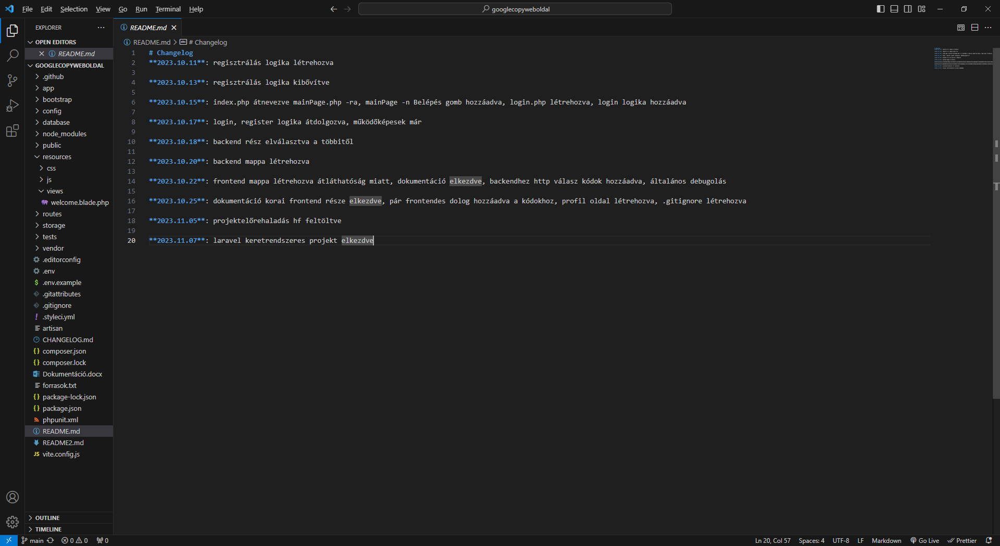 File Edit Selection View Go Run Terminal Help
googlecopyweboldal
EXPLORER
OPEN EDITORS
README.md
GOOGLECOPYWEBOLDAL
.github
app
bootstrap
config
database
node_modules
public
resources
css
js
views
welcome.blade.php
routes
storage
tests
vendor
.editorconfig
.env
$ .env.example
.gitattributes
.gitignore
! .styleci.yml
artisan
CHANGELOG.md
{} composer.json
{} composer.lock
Dokumentáció.docx
forrasok.txt
{} package-lock.json
{} package.json
phpunit.xml
README.md
README2.md
JS vite.config.js
OUTLINE
TIMELINE
README.md
README.md > abc # Changelog
1 # Changelog
2 **2023.10.11**: regisztrálás logika létrehozva
3
4 **2023.10.13**: regisztrálás logika kibővítve
5
6 **2023.10.15**: index.php átnevezve mainPage.php -ra, mainPage -n Belépés gomb hozzáadva, login.php létrehozva, login logika hozzáadva
7
8 **2023.10.17**: login, register logika átdolgozva, működőképesek már
9
10 **2023.10.18**: backend rész elválasztva a többitől
11
12 **2023.10.20**: backend mappa létrehozva
13
14 **2023.10.22**: frontend mappa létrehozva átláthatóság miatt, dokumentáció elkezdve, backendhez http válasz kódok hozzáadva, általános debugolás
15
16 **2023.10.25**: dokumentáció korai frontend része elkezdve, pár frontendes dolog hozzáadva a kódokhoz, profil oldal létrehozva, .gitignore létrehozva
17
18 **2023.11.05**: projektelőrehaladás hf feltöltve
19
20 **2023.11.07**: laravel keretrendszeres projekt elkezdve
main 0 0 0
Ln 20, Col 57 Spaces: 4 UTF-8 LF Markdown Go Live Prettier